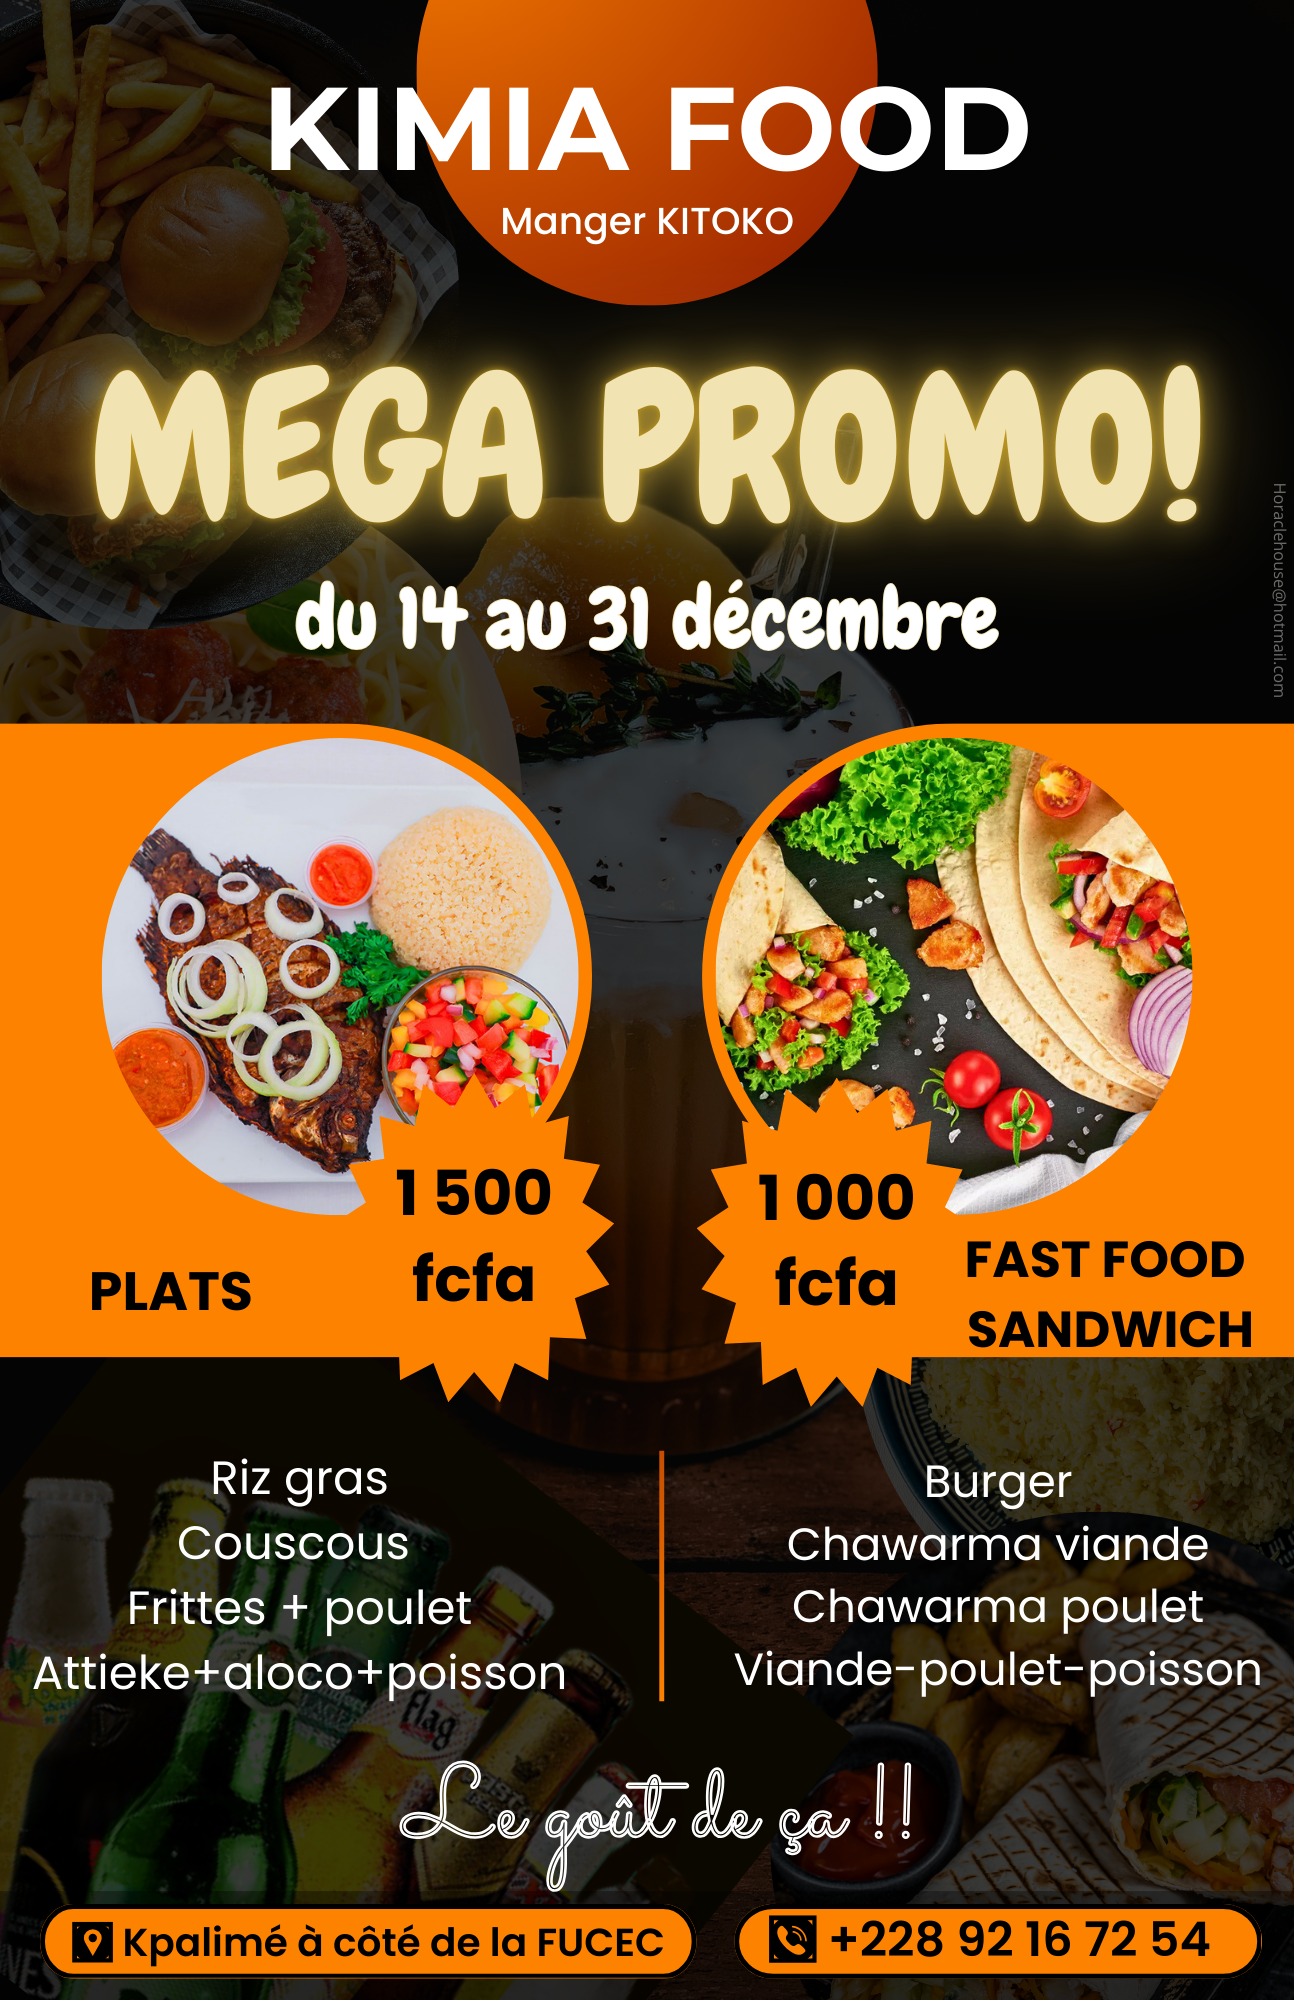 KIMIA FOOD
Manger KITOKO
MEGA PROMO!
du 14 au 31 décembre
Horaclehouse@hotmail.com
1 500
fcfa
PLATS
1 000
fcfa
FAST FOOD
SANDWICH
Riz gras
Couscous
Frittes + poulet
Attieke+aloco+poisson
Burger
Chawarma viande
Chawarma poulet
Viande-poulet-poisson
Flag
Le goût de ça !!
Kpalimé à côté de la FUCEC
+228 92 16 72 54